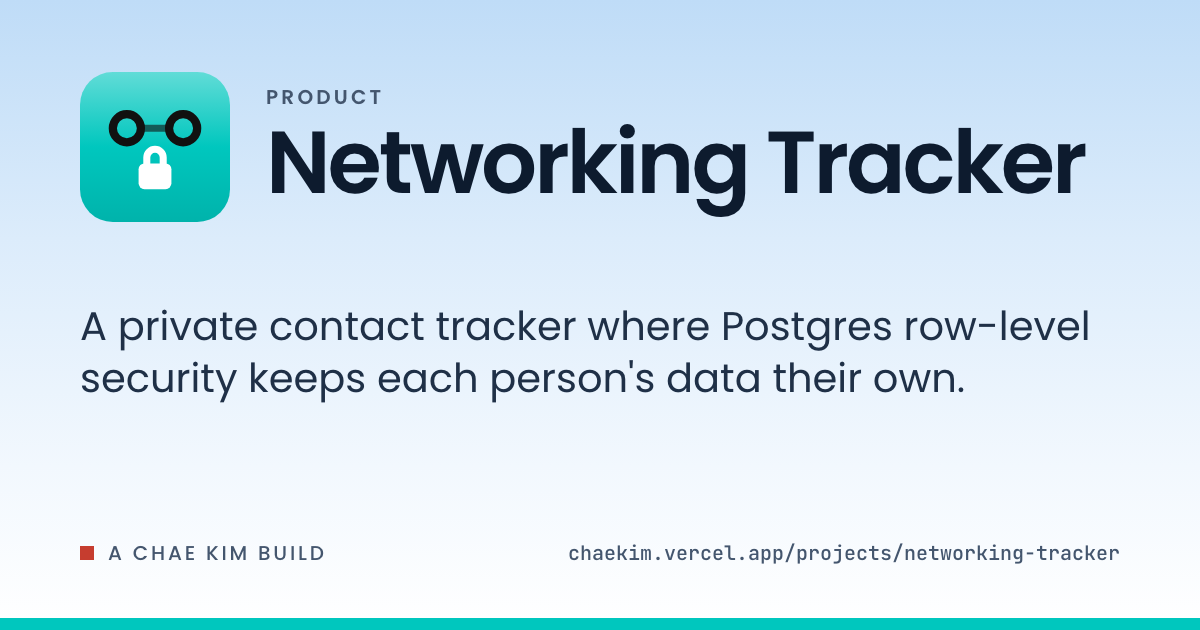 PRODUCT
Networking Tracker
A private contact tracker where Postgres row-level
security keeps each person's data their own.
A CHAE KIM BUILD
chaekim.vercel.app/projects/networking-tracker